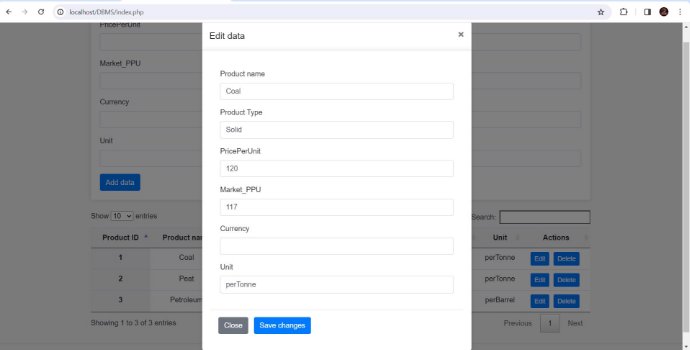 localhost/DBMS/index.php
PricePerUnit
Market_PPU
Currency
Unit
Add data
Show 10 entries
Search:
Product ID
Unit
Actions
1
Coal
perTonne
Edit
Delete
2
Peat
perTonne
Edit
Delete
3
Petroleum
perBarrel
Edit
Delete
Showing 1 to 3 of 3 entries
Previous
1
Next
Edit data
×
Product name
Coal
Product Type
Solid
PricePerUnit
120
Market_PPU
117
Currency
Unit
perTonne
Close
Save changes